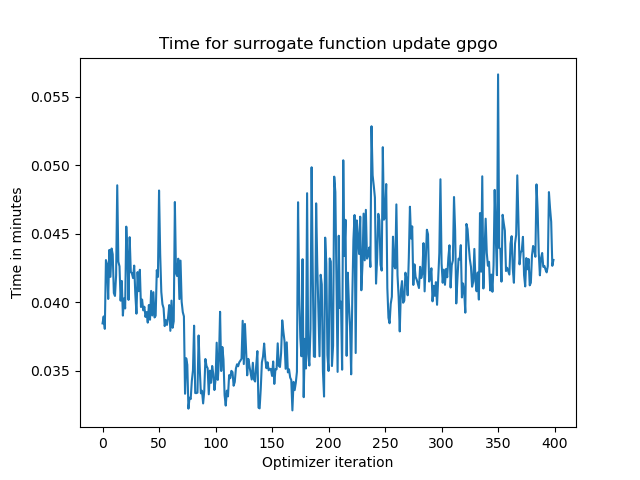 Time for surrogate function update gpgo
0.055
0.050
0.045
0.040
0.035
Time in minutes
0 50 100 150 200 250 300 350 400
Optimizer iteration